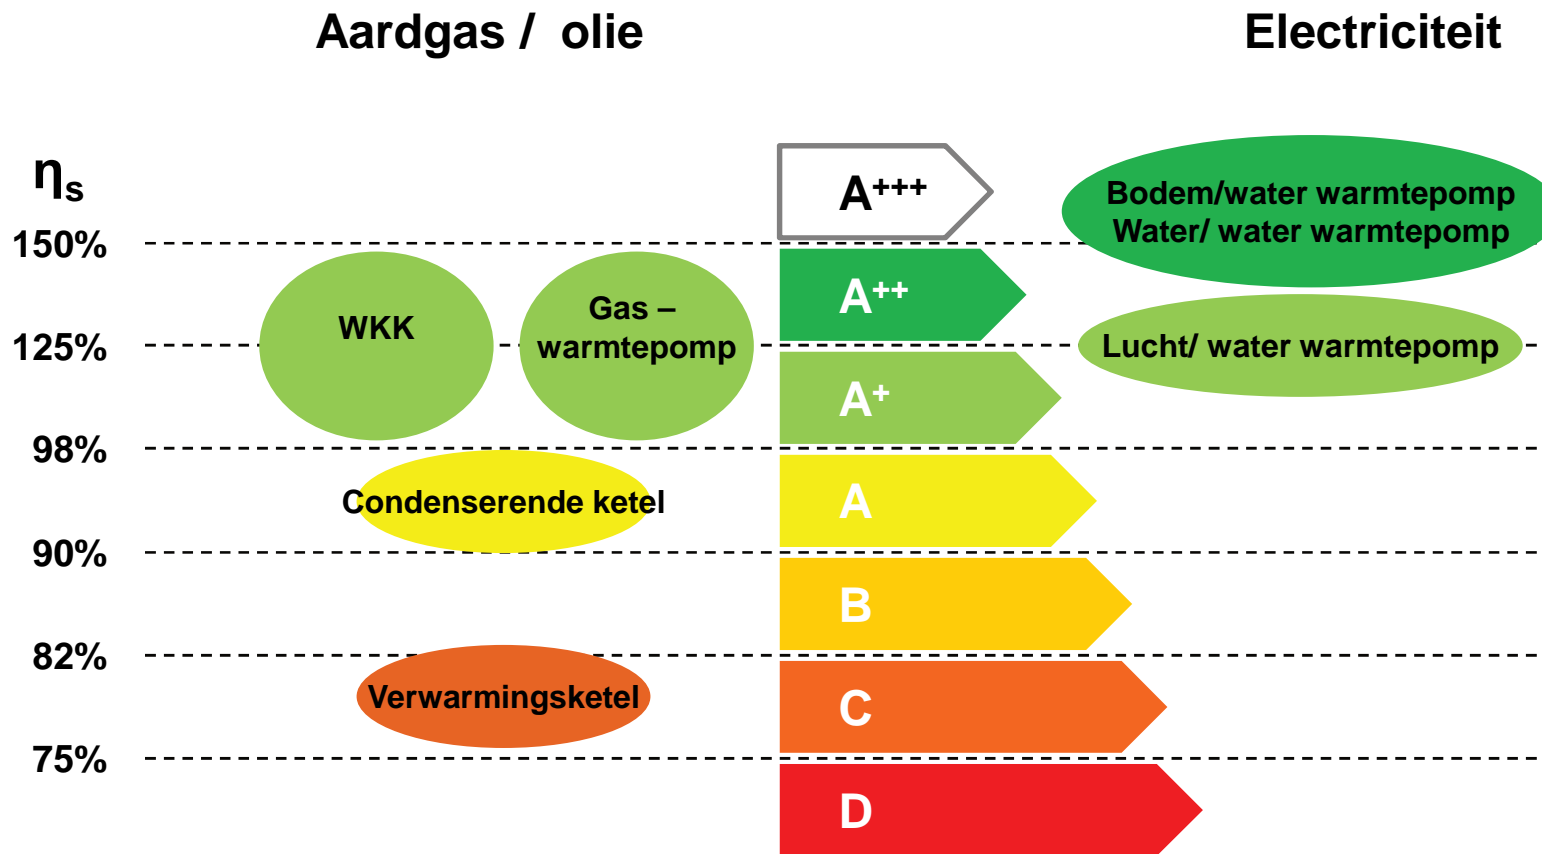 Aardgas / olie
Electriciteit
ηs
A+++
Bodem/water warmtepomp
Water/ water warmtepomp
150%
WKK
Gas –
warmtepomp
A++
125%
Lucht/ water warmtepomp
A+
98%
Condenserende ketel
A
90%
B
82%
Verwarmingsketel
C
75%
D